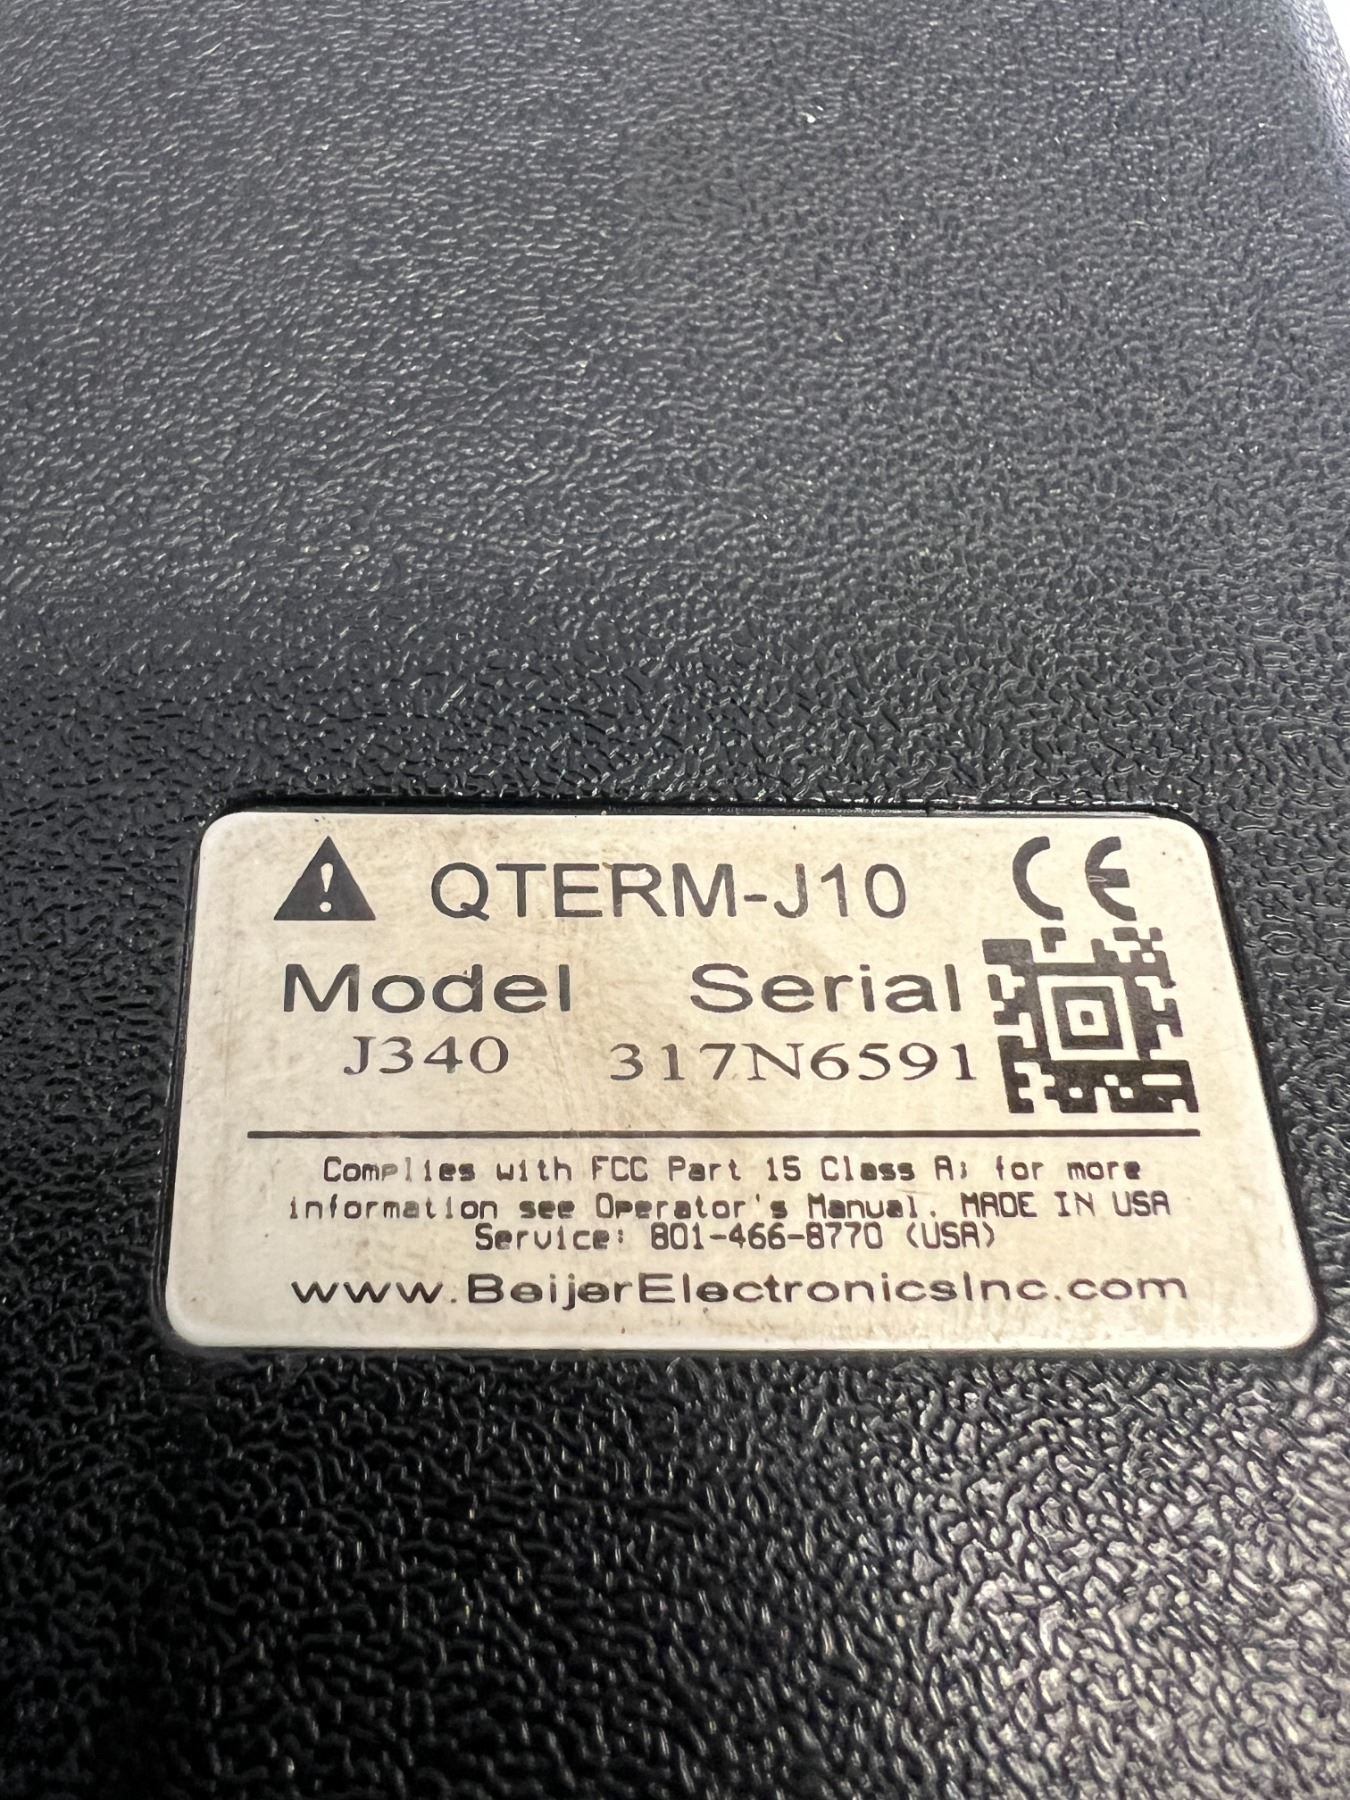 QTERM-J10
CE
Model Serial
J340 317N6591
Complies with FCC Part 15 Class A; for more
information see Operator's Manual. MADE IN USA
Service: 801-466-8770 (USA)
www.BeijerElectronicsInc.com